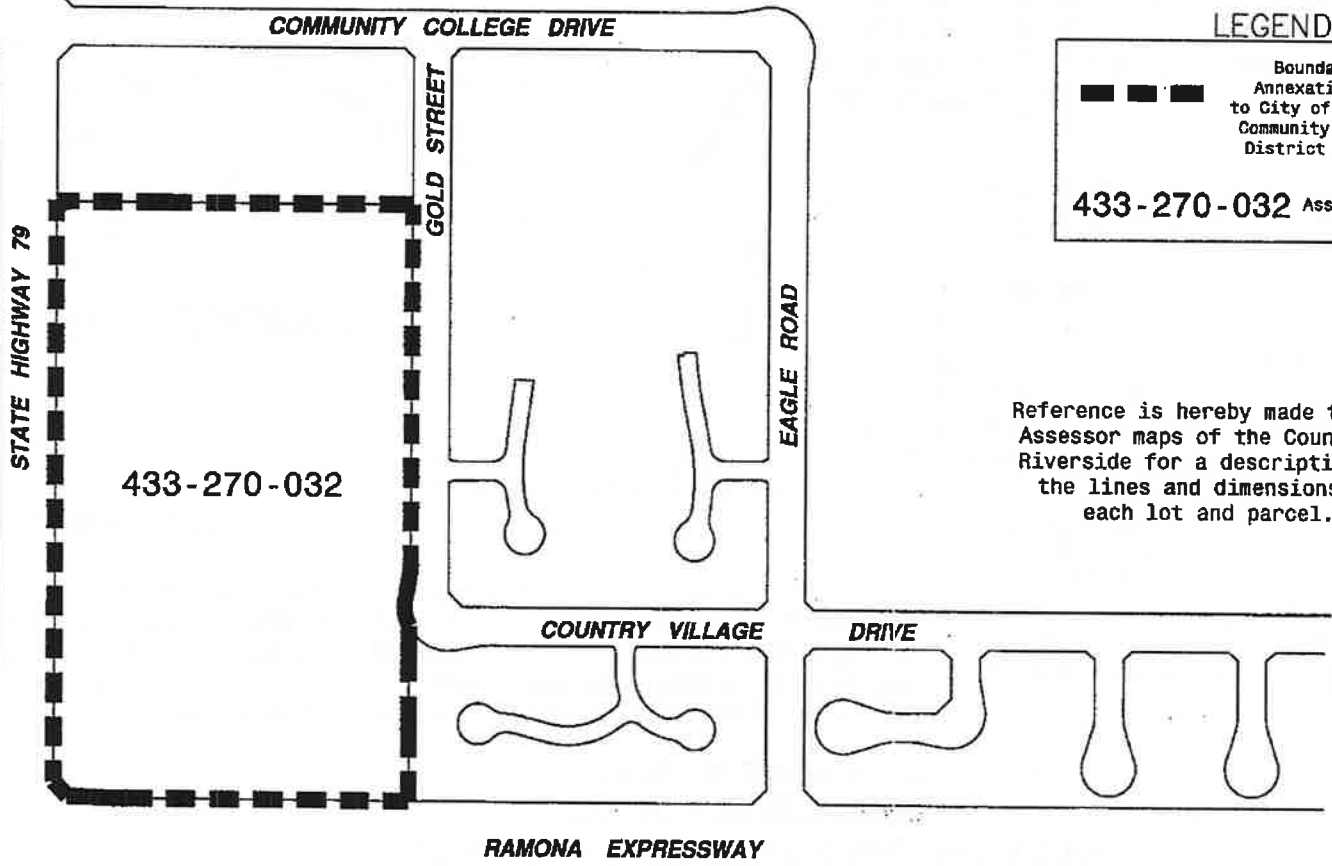 COMMUNITY COLLEGE DRIVE
LEGEND
Annexati
to City of
Community
District
433-270-032 Ass
GOLD STREET
STATE HIGHWAY 79
EAGLE ROAD
433-270-032
Reference is hereby made t
Assessor maps of the Coun
Riverside for a descripti
the lines and dimensions
each lot and parcel.
COUNTRY VILLAGE DRIVE
RAMONA EXPRESSWAY